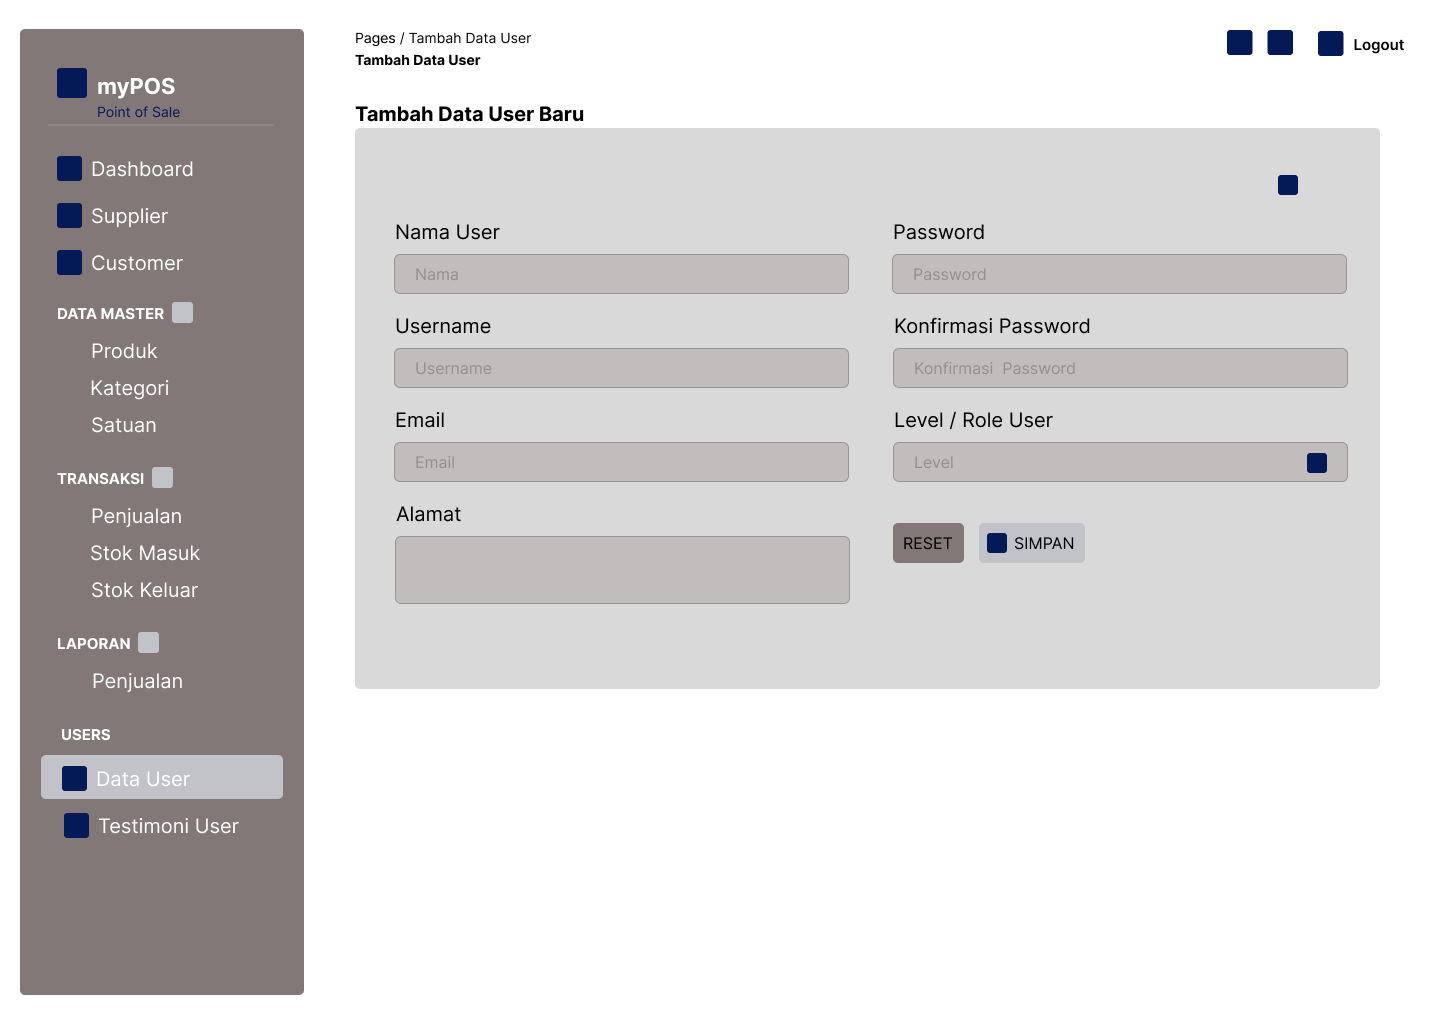 myPOS
Point of Sale
Dashboard
Supplier
Customer
DATA MASTER
Produk
Kategori
Satuan
TRANSAKSI
Penjualan
Stok Masuk
Stok Keluar
LAPORAN
Penjualan
USERS
Data User
Testimoni User
Pages / Tambah Data User
Tambah Data User
Logout
Tambah Data User Baru
Nama User
Nama
Username
Username
Email
Email
Alamat
Password
Password
Konfirmasi Password
Konfirmasi Password
Level / Role User
Level
RESET
SIMPAN